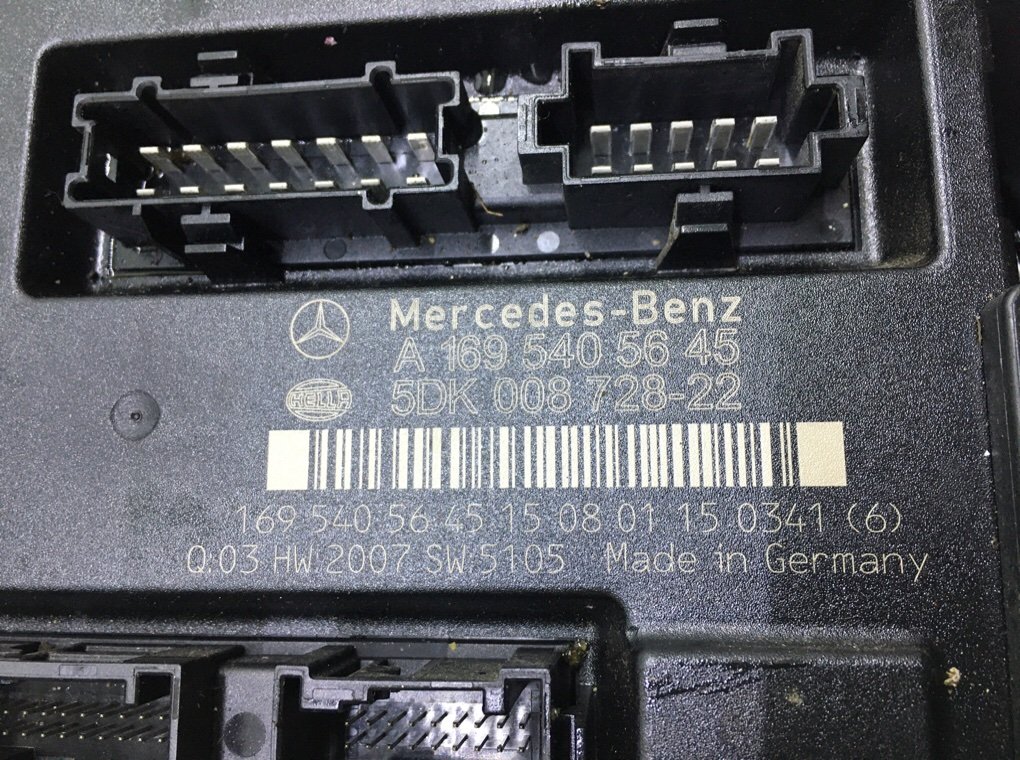 Mercedes-Benz
A 169 540 56 45
HELLA
5DK 008 728-22
169 540 56 45 15 08 01 15 0341 (6)
Q:03 HW:2007 SW:5105 Made in Germany